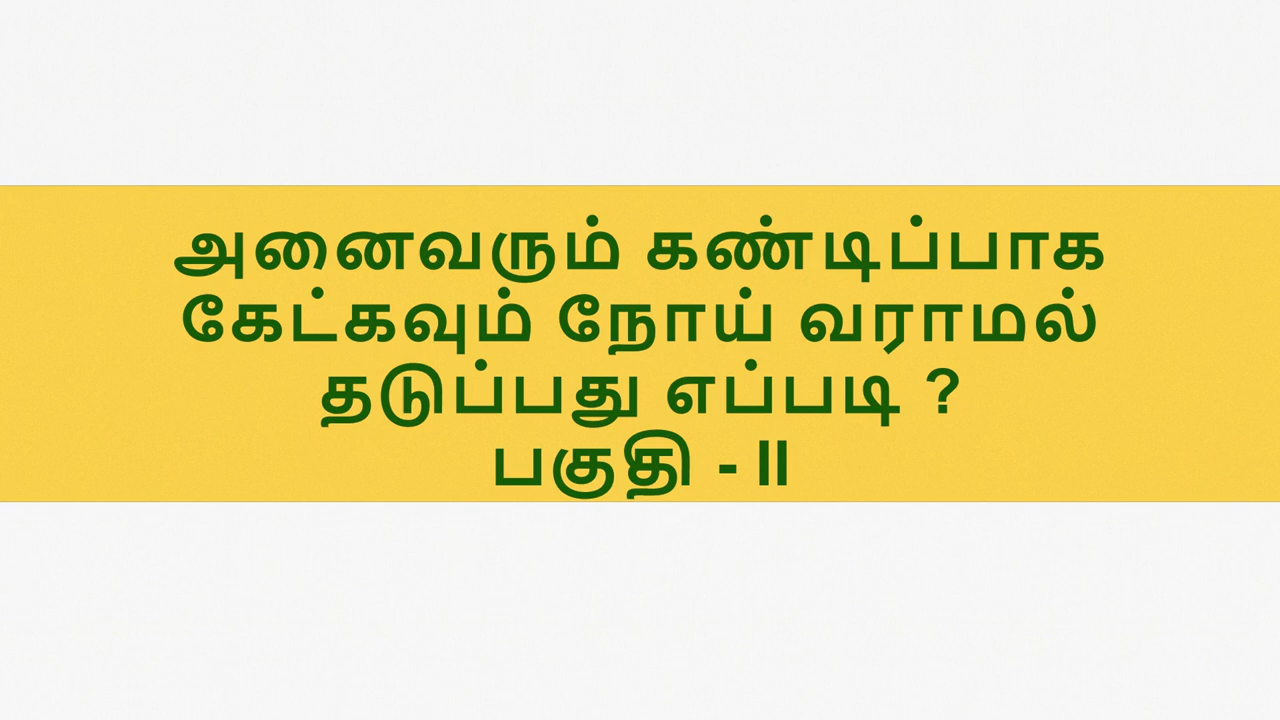 அனைவரும் கண்டிப்பாக
கேட்கவும் நோய் வராமல்
தடுப்பது எப்படி ?
பகுதி - II